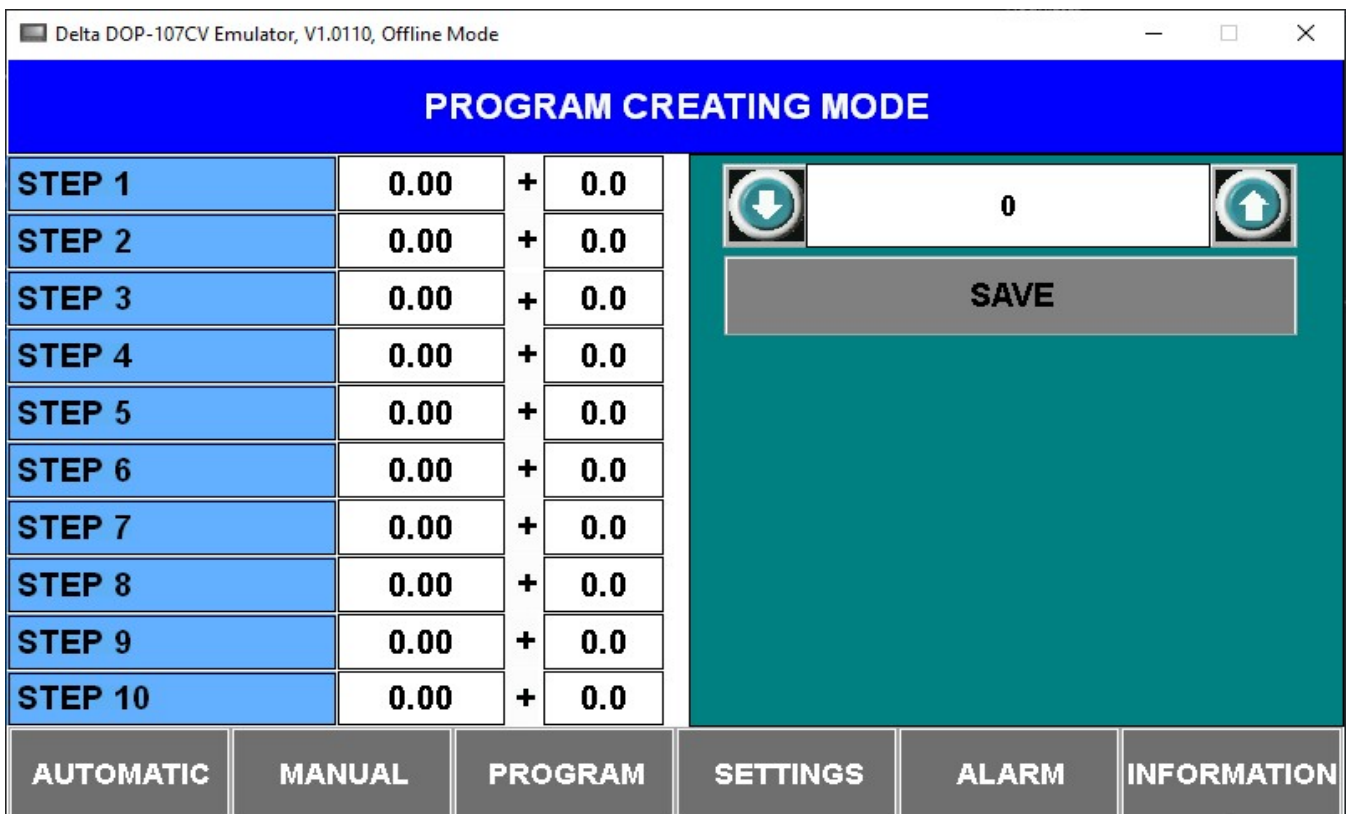 Delta DOP-107CV Emulator, V1.0110, Offline Mode
PROGRAM CREATING MODE
STEP 1 0.00 + 0.0
STEP 2 0.00 + 0.0
STEP 3 0.00 + 0.0
STEP 4 0.00 + 0.0
STEP 5 0.00 + 0.0
STEP 6 0.00 + 0.0
STEP 7 0.00 + 0.0
STEP 8 0.00 + 0.0
STEP 9 0.00 + 0.0
STEP 10 0.00 + 0.0
0
SAVE
AUTOMATIC MANUAL PROGRAM SETTINGS ALARM INFORMATION